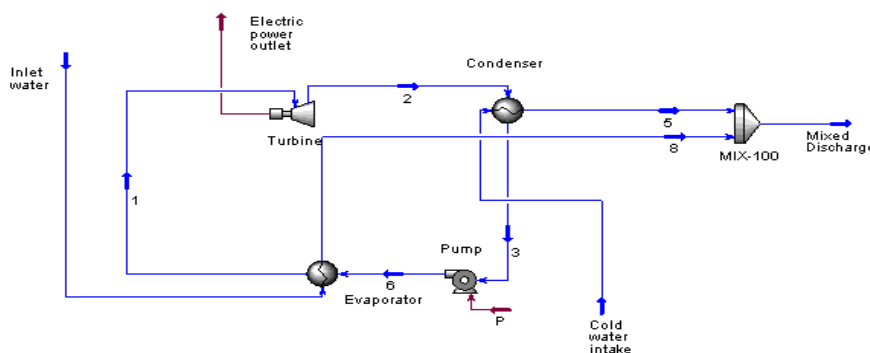 Electric
power
outlet
Inlet
water
Condenser
2
Turbine
5
8
MIX-100
Mixed
Discharge
1
Pump
3
6
Evaporator
P
Cold
water
intake